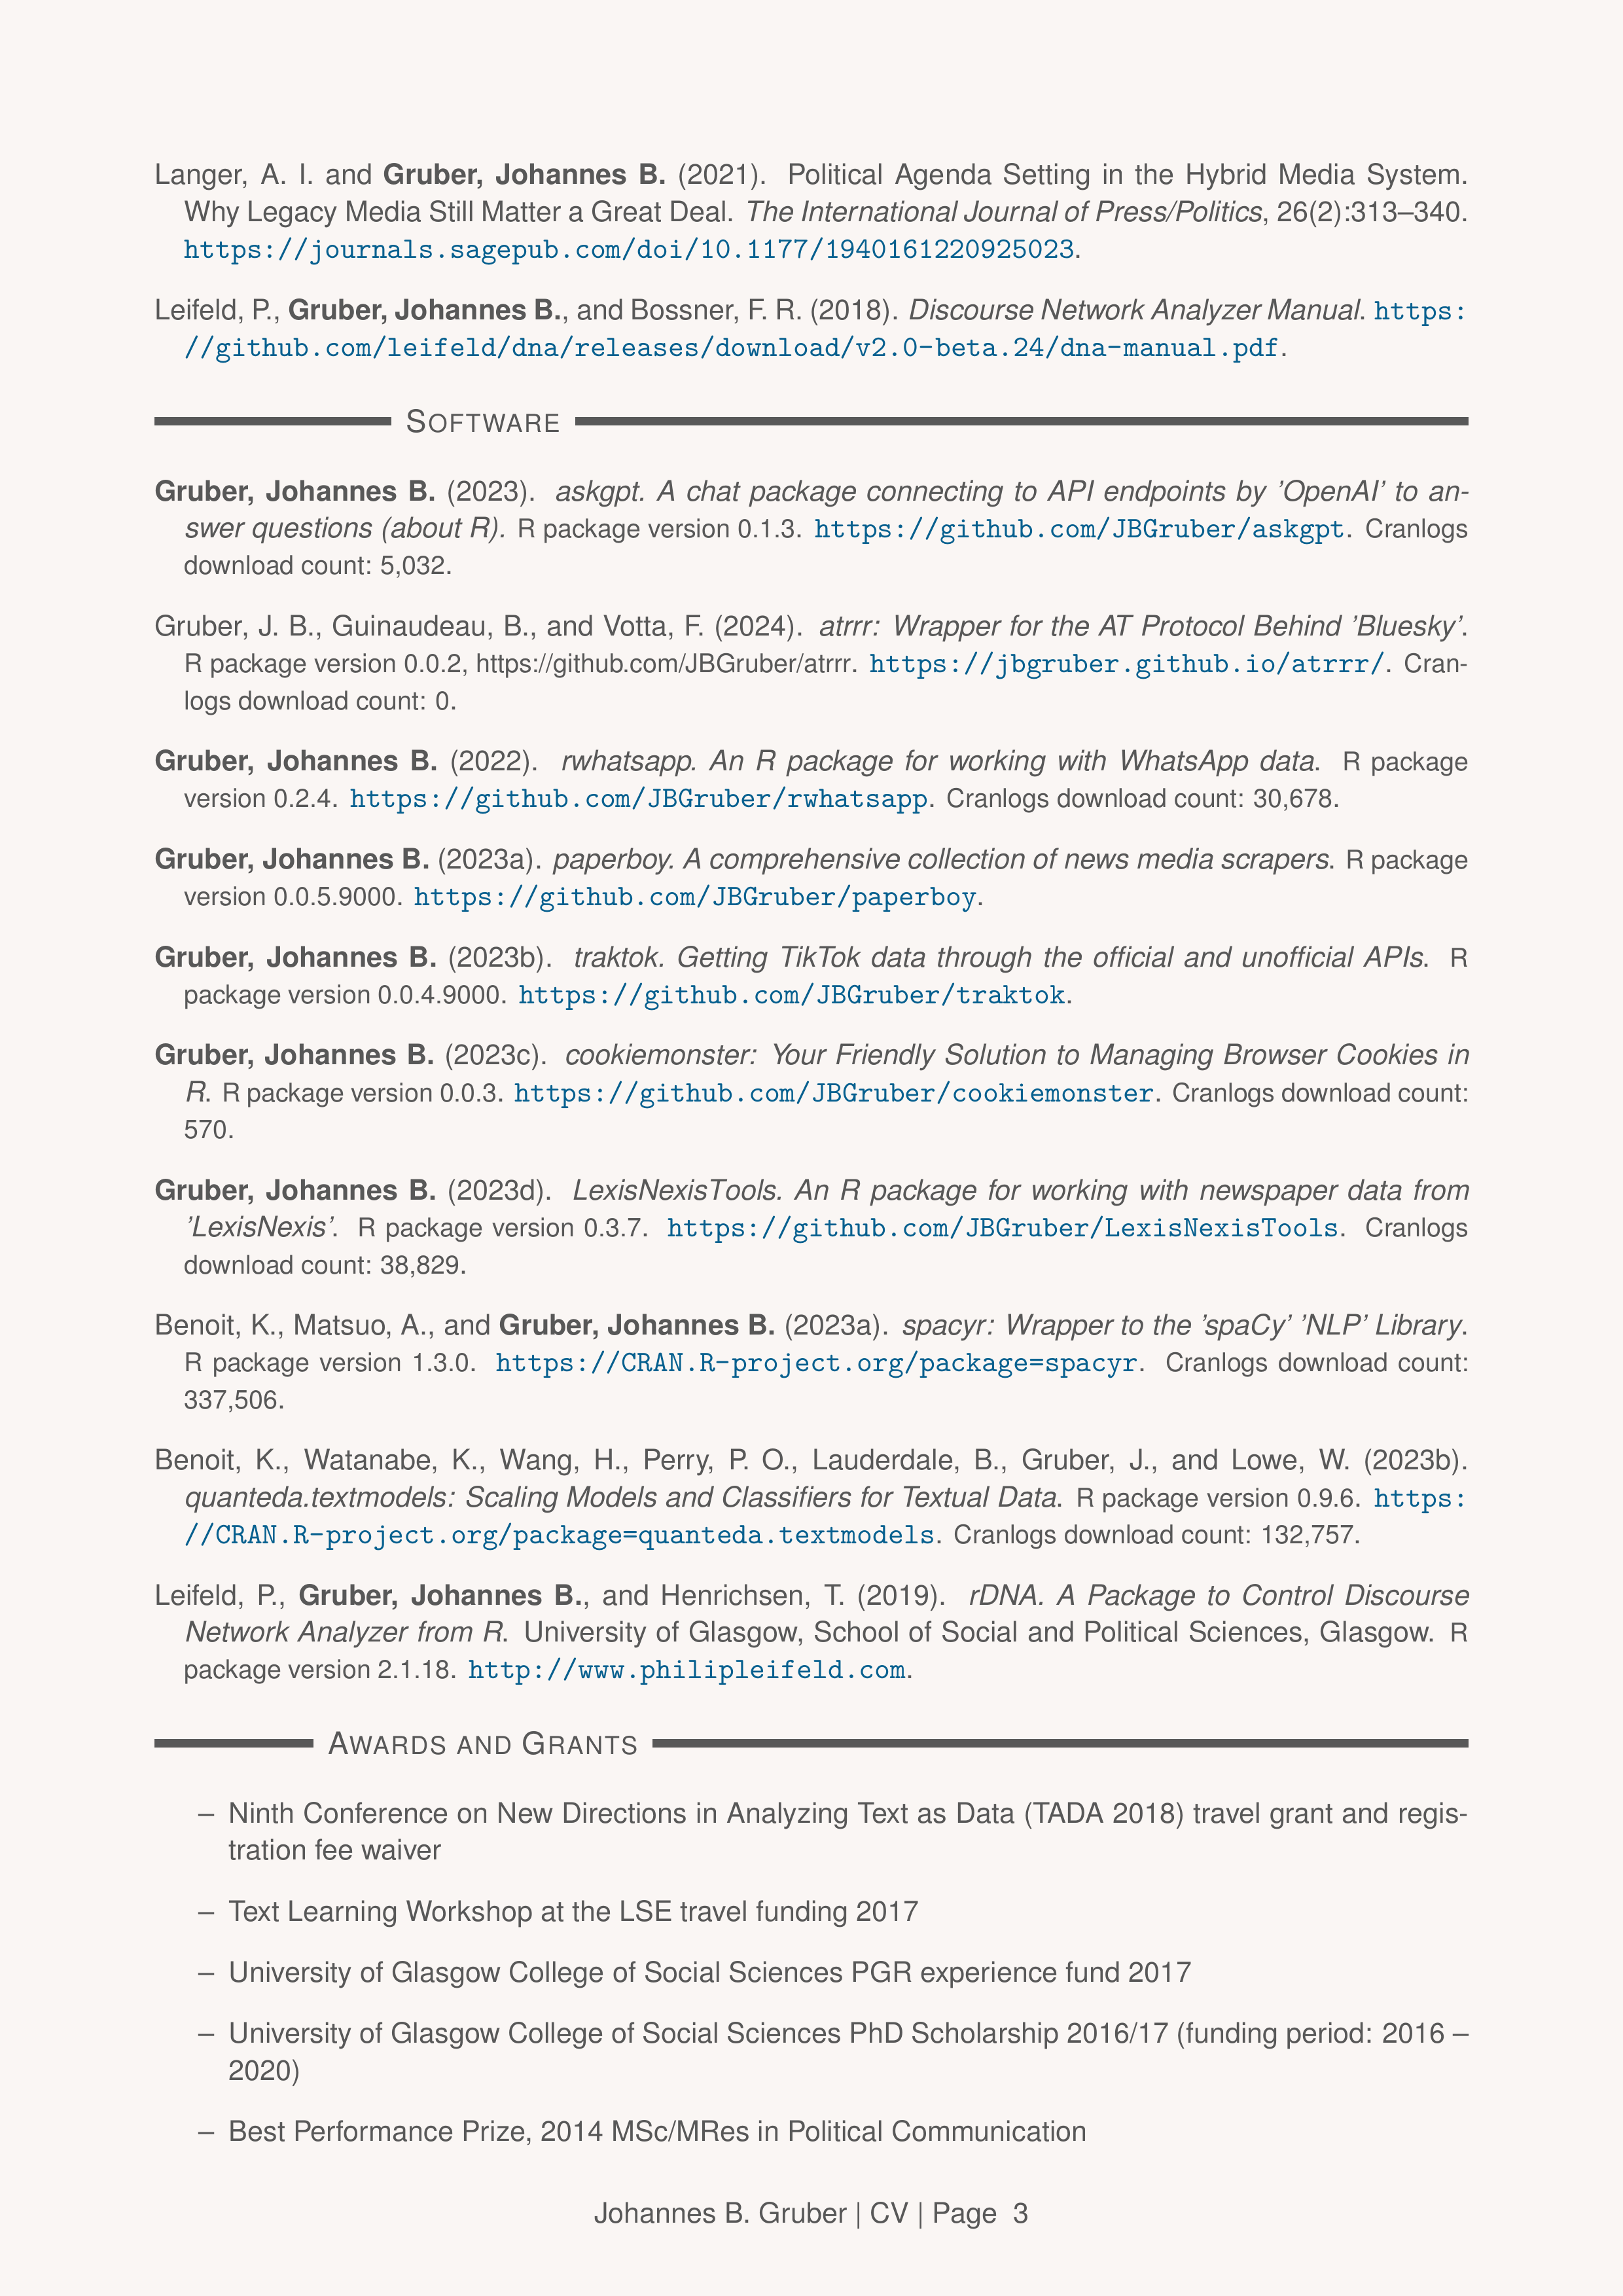 Langer, A. I. and Gruber, Johannes B. (2021). Political Agenda Setting in the Hybrid Media System.
Why Legacy Media Still Matter a Great Deal. The International Journal of Press/Politics, 26(2):313–340.
https://journals.sagepub.com/doi/10.1177/1940161220925023.
Leifeld, P., Gruber, Johannes B., and Bossner, F. R. (2018). Discourse Network Analyzer Manual. https:
//github.com/leifeld/dna/releases/download/v2.0-beta.24/dna-manual.pdf.
SOFTWARE
Gruber, Johannes B. (2023). askgpt. A chat package connecting to API endpoints by ’OpenAI’ to an-
swer questions (about R). R package version 0.1.3. https://github.com/JBGruber/askgpt. Cranlogs
download count: 5,032.
Gruber, J. B., Guinaudeau, B., and Votta, F. (2024). atrrr: Wrapper for the AT Protocol Behind ’Bluesky’.
R package version 0.0.2, https://github.com/JBGruber/atrrr. https://jbgruber.github.io/atrrr/. Cran-
logs download count: 0.
Gruber, Johannes B. (2022). rwhatsapp. An R package for working with WhatsApp data. R package
version 0.2.4. https://github.com/JBGruber/rwhatsapp. Cranlogs download count: 30,678.
Gruber, Johannes B. (2023a). paperboy. A comprehensive collection of news media scrapers. R package
version 0.0.5.9000. https://github.com/JBGruber/paperboy.
Gruber, Johannes B. (2023b). traktok. Getting TikTok data through the official and unofficial APIs. R
package version 0.0.4.9000. https://github.com/JBGruber/traktok.
Gruber, Johannes B. (2023c). cookiemonster: Your Friendly Solution to Managing Browser Cookies in
R. R package version 0.0.3. https://github.com/JBGruber/cookiemonster. Cranlogs download count:
570.
Gruber, Johannes B. (2023d). LexisNexisTools. An R package for working with newspaper data from
’LexisNexis’. R package version 0.3.7. https://github.com/JBGruber/LexisNexisTools. Cranlogs
download count: 38,829.
Benoit, K., Matsuo, A., and Gruber, Johannes B. (2023a). spacyr: Wrapper to the ’spaCy’ ’NLP’ Library.
R package version 1.3.0. https://CRAN.R-project.org/package=spacyr. Cranlogs download count:
337,506.
Benoit, K., Watanabe, K., Wang, H., Perry, P. O., Lauderdale, B., Gruber, J., and Lowe, W. (2023b).
quanteda.textmodels: Scaling Models and Classifiers for Textual Data. R package version 0.9.6. https:
//CRAN.R-project.org/package=quanteda.textmodels. Cranlogs download count: 132,757.
Leifeld, P., Gruber, Johannes B., and Henrichsen, T. (2019). rDNA. A Package to Control Discourse
Network Analyzer from R. University of Glasgow, School of Social and Political Sciences, Glasgow. R
package version 2.1.18. http://www.philipleifeld.com.
AWARDS AND GRANTS
– Ninth Conference on New Directions in Analyzing Text as Data (TADA 2018) travel grant and regis-
tration fee waiver
– Text Learning Workshop at the LSE travel funding 2017
– University of Glasgow College of Social Sciences PGR experience fund 2017
– University of Glasgow College of Social Sciences PhD Scholarship 2016/17 (funding period: 2016 –
2020)
– Best Performance Prize, 2014 MSc/MRes in Political Communication
Johannes B. Gruber | CV | Page 3